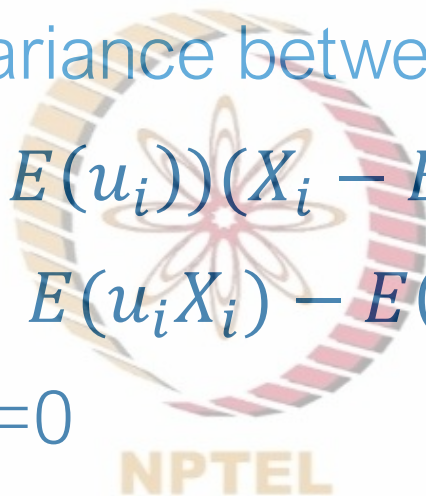 ariance betwe
E(u_i))(X_i −
E(u_iX_i) − E(
=0
NPTEL